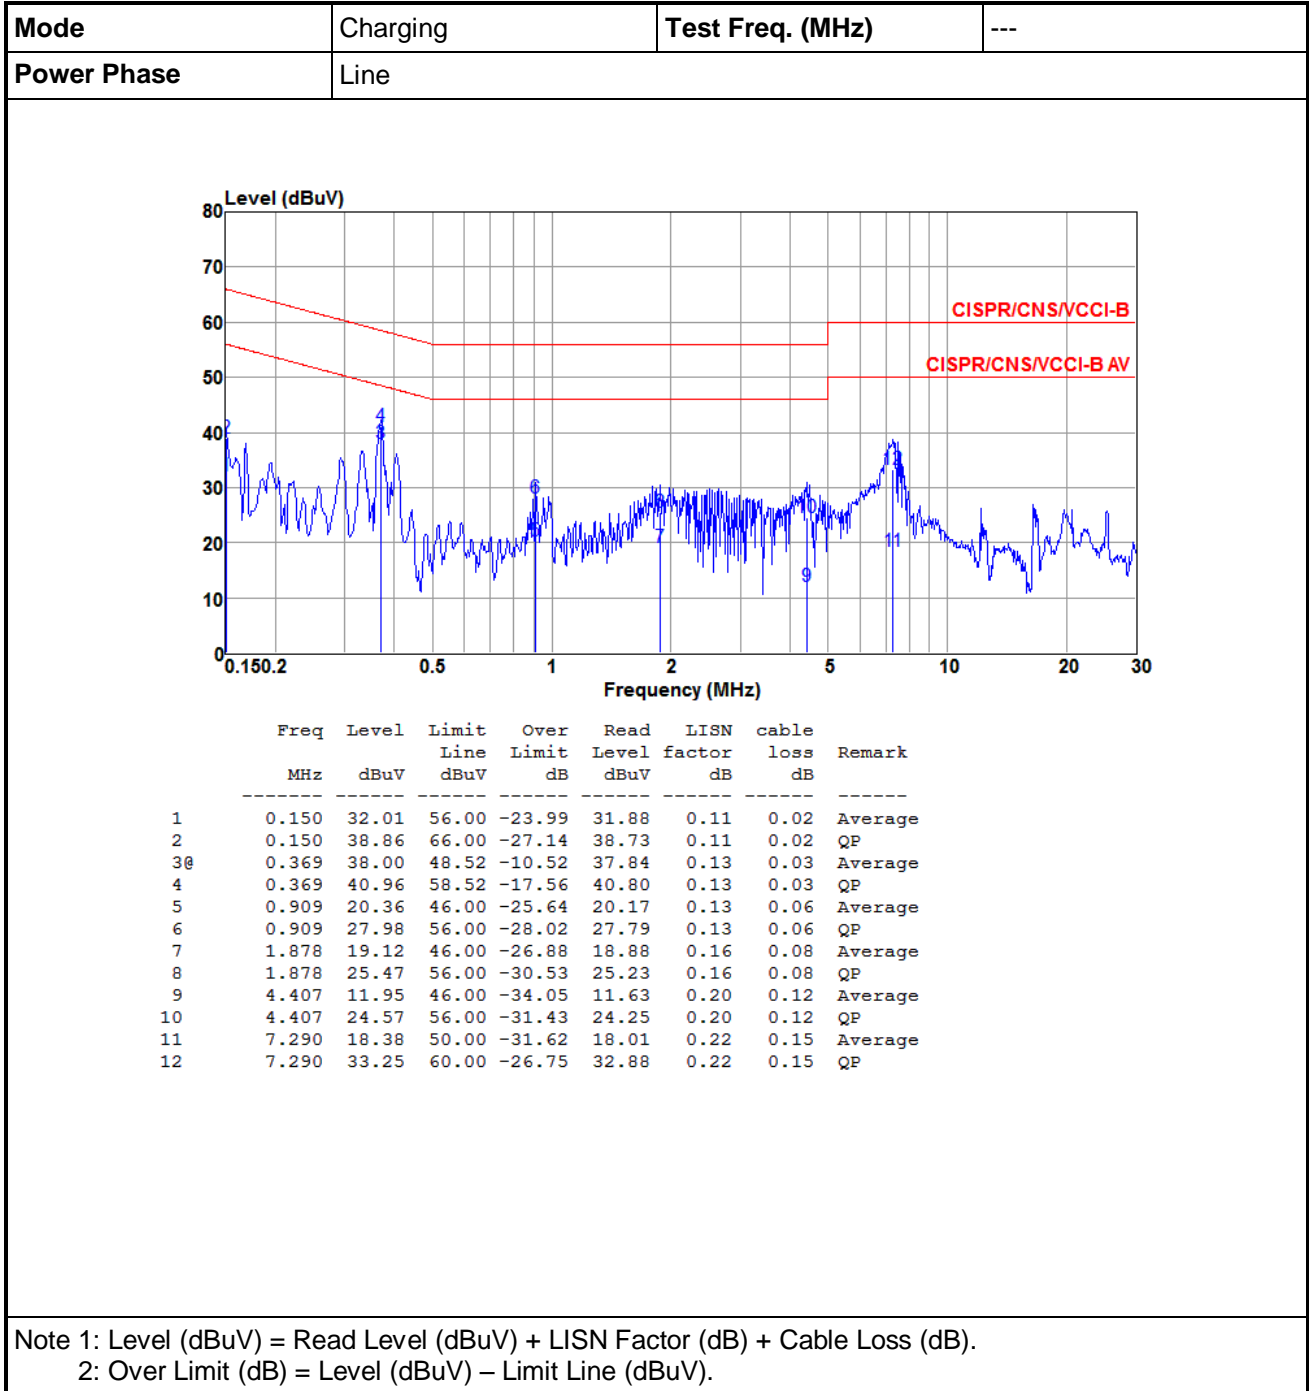 Mode Charging Test Freq. (MHz) ---
Power Phase Line
Level (dBuV)
80
70
60
50
40
30
20
10
0
CISPR/CNS/VCCI-B
CISPR/CNS/VCCI-B AV
2
4
3
6
7
9
11
0.15 0.2 0.5 1 2 5 10 20 30
Frequency (MHz)
Freq Level Limit Over Read LISN cable
Line Limit Level factor loss Remark
MHz dBuV dBuV dB dBuV dB dB
------- ------ ------ ------ ------ ------ ------ ------
1 0.150 32.01 56.00 -23.99 31.88 0.11 0.02 Average
2 0.150 38.86 66.00 -27.14 38.73 0.11 0.02 QP
3@ 0.369 38.00 48.52 -10.52 37.84 0.13 0.03 Average
4 0.369 40.96 58.52 -17.56 40.80 0.13 0.03 QP
5 0.909 20.36 46.00 -25.64 20.17 0.13 0.06 Average
6 0.909 27.98 56.00 -28.02 27.79 0.13 0.06 QP
7 1.878 19.12 46.00 -26.88 18.88 0.16 0.08 Average
8 1.878 25.47 56.00 -30.53 25.23 0.16 0.08 QP
9 4.407 11.95 46.00 -34.05 11.63 0.20 0.12 Average
10 4.407 24.57 56.00 -31.43 24.25 0.20 0.12 QP
11 7.290 18.38 50.00 -31.62 18.01 0.22 0.15 Average
12 7.290 33.25 60.00 -26.75 32.88 0.22 0.15 QP
Note 1: Level (dBuV) = Read Level (dBuV) + LISN Factor (dB) + Cable Loss (dB).
2: Over Limit (dB) = Level (dBuV) – Limit Line (dBuV).